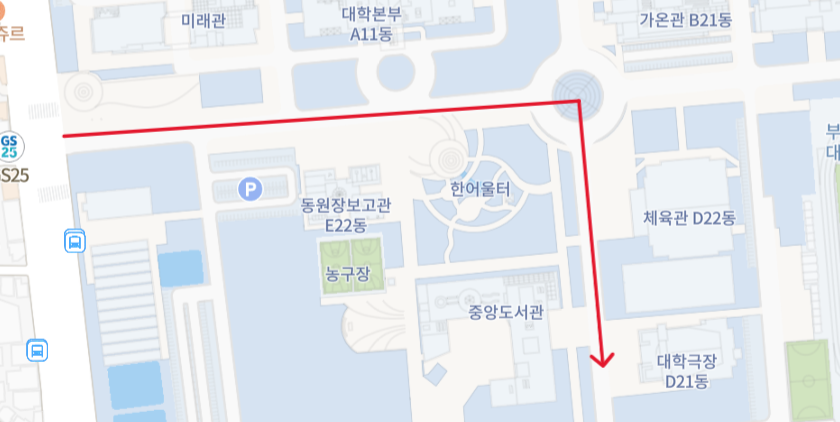 미래관
대학본부
A11동
가온관 B21동
주르
GS
25
GS25
P
한어울터
동원장보고관
E22동
체육관 D22동
농구장
중앙도서관
대학극장
D21동
부
대